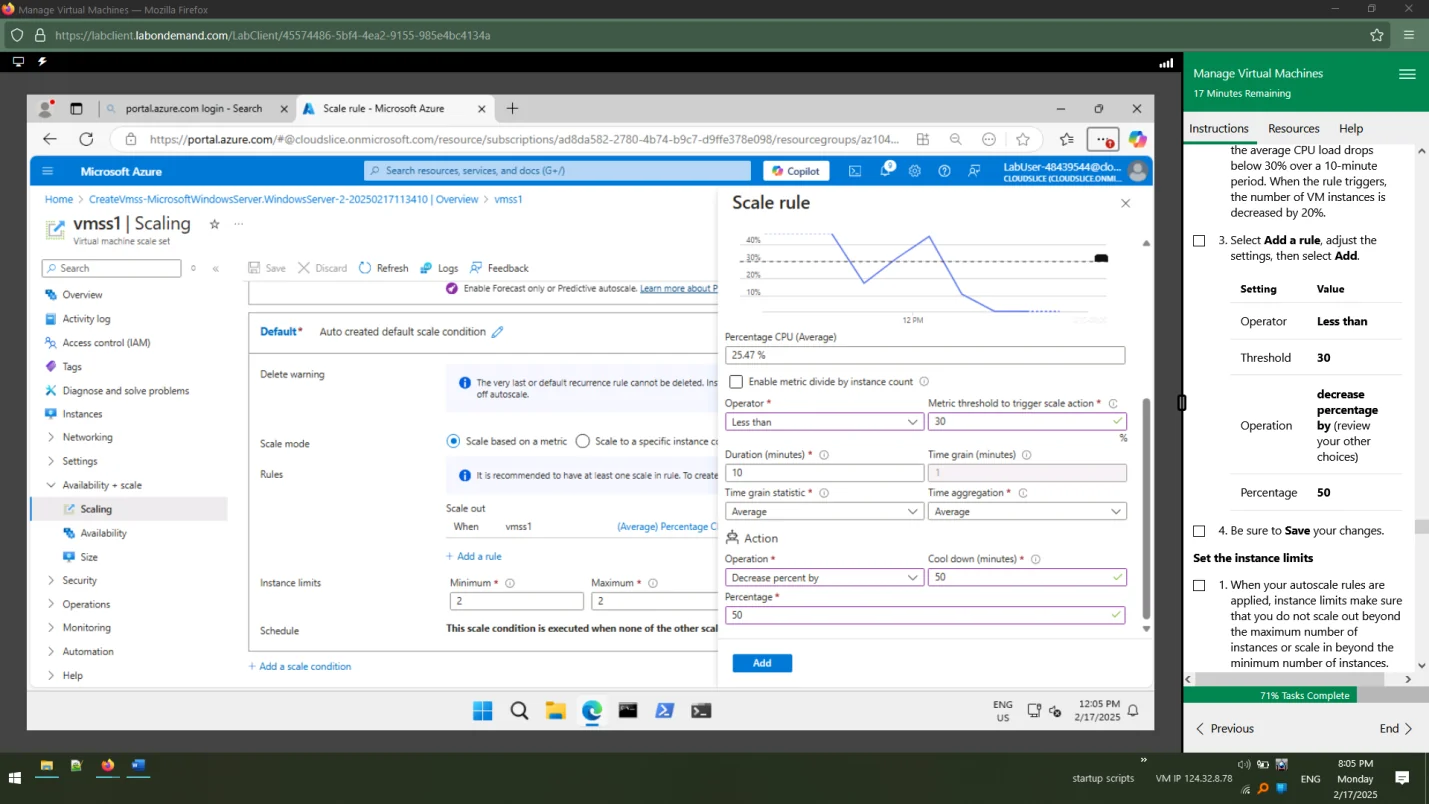 Manage Virtual Machines — Mozilla Firefox
https://labclient.labondemand.com/LabClient/45574486-5bf4-4ea2-9155-985e4bc4134a
portal.azure.com login - Search
Scale rule - Microsoft Azure
https://portal.azure.com/#@cloudslice.onmicrosoft.com/resource/subscriptions/ad8da582-2780-4b74-b9c7-d9ffe378e098/resourcegroups/az104...
Microsoft Azure
Search resources, services, and docs (G+/)
Copilot
9
LabUser-48439544@clo...
CLOUDSLICE (CLOUDSLICE.ONMI...
Home > CreateVmss-MicrosoftWindowsServer.WindowsServer-2-20250217113410 | Overview > vmss1
vmss1 | Scaling
Virtual machine scale set
Search
Overview
Activity log
Access control (IAM)
Tags
Diagnose and solve problems
Instances
Networking
Settings
Availability + scale
Scaling
Availability
Size
Security
Operations
Monitoring
Automation
Help
Save
Discard
Refresh
Logs
Feedback
Enable Forecast only or Predictive autoscale. Learn more about P
Default* Auto created default scale condition
Delete warning
The very last or default recurrence rule cannot be deleted. Ins
off autoscale.
Scale mode
Scale based on a metric
Scale to a specific instance co
Rules
It is recommended to have at least one scale in rule. To create
Scale out
When vmss1 (Average) Percentage C
+ Add a rule
Instance limits
Minimum *
Maximum *
2
2
Schedule
This scale condition is executed when none of the other scal
+ Add a scale condition
Scale rule
40%
30%
20%
10%
12 PM
Percentage CPU (Average)
25.47 %
Enable metric divide by instance count
Operator *
Metric threshold to trigger scale action *
Less than
30
%
Duration (minutes) *
Time grain (minutes)
10
1
Time grain statistic *
Time aggregation *
Average
Average
Action
Operation *
Cool down (minutes) *
Decrease percent by
50
Percentage *
50
Add
ENG
US
12:05 PM
2/17/2025
Manage Virtual Machines
17 Minutes Remaining
Instructions
Resources
Help
the average CPU load drops
below 30% over a 10-minute
period. When the rule triggers,
the number of VM instances is
decreased by 20%.
3. Select Add a rule, adjust the
settings, then select Add.
Setting Value
Operator Less than
Threshold 30
Operation decrease
percentage
by (review
your other
choices)
Percentage 50
4. Be sure to Save your changes.
Set the instance limits
1. When your autoscale rules are
applied, instance limits make sure
that you do not scale out beyond
the maximum number of
instances or scale in beyond the
minimum number of instances.
71% Tasks Complete
Previous
End
startup scripts
VM IP 124.32.8.78
ENG
8:05 PM
Monday
2/17/2025